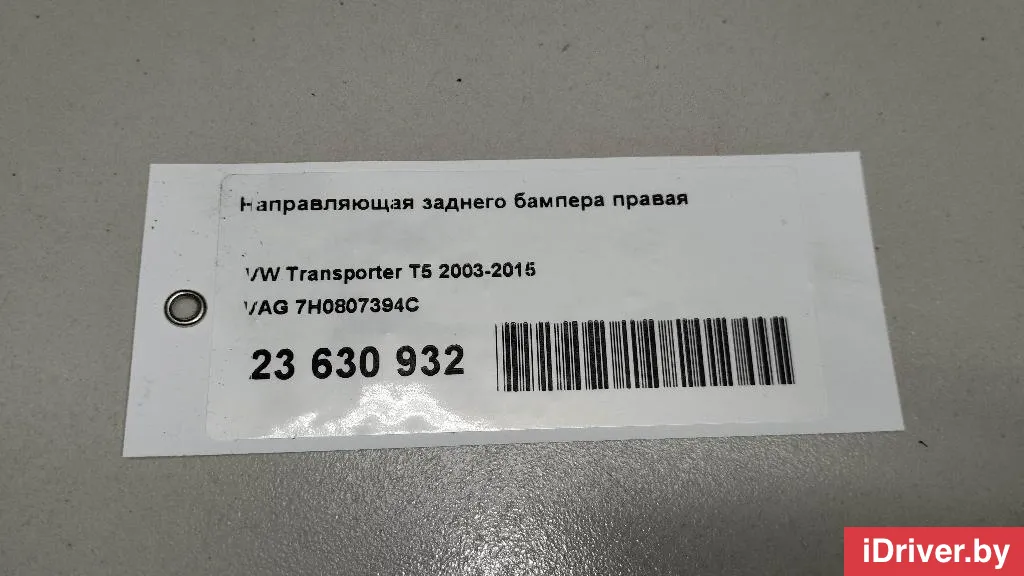 Направляющая заднего бампера правая
VW Transporter T5 2003-2015
VAG 7H0807394C
23 630 932
iDriver.by